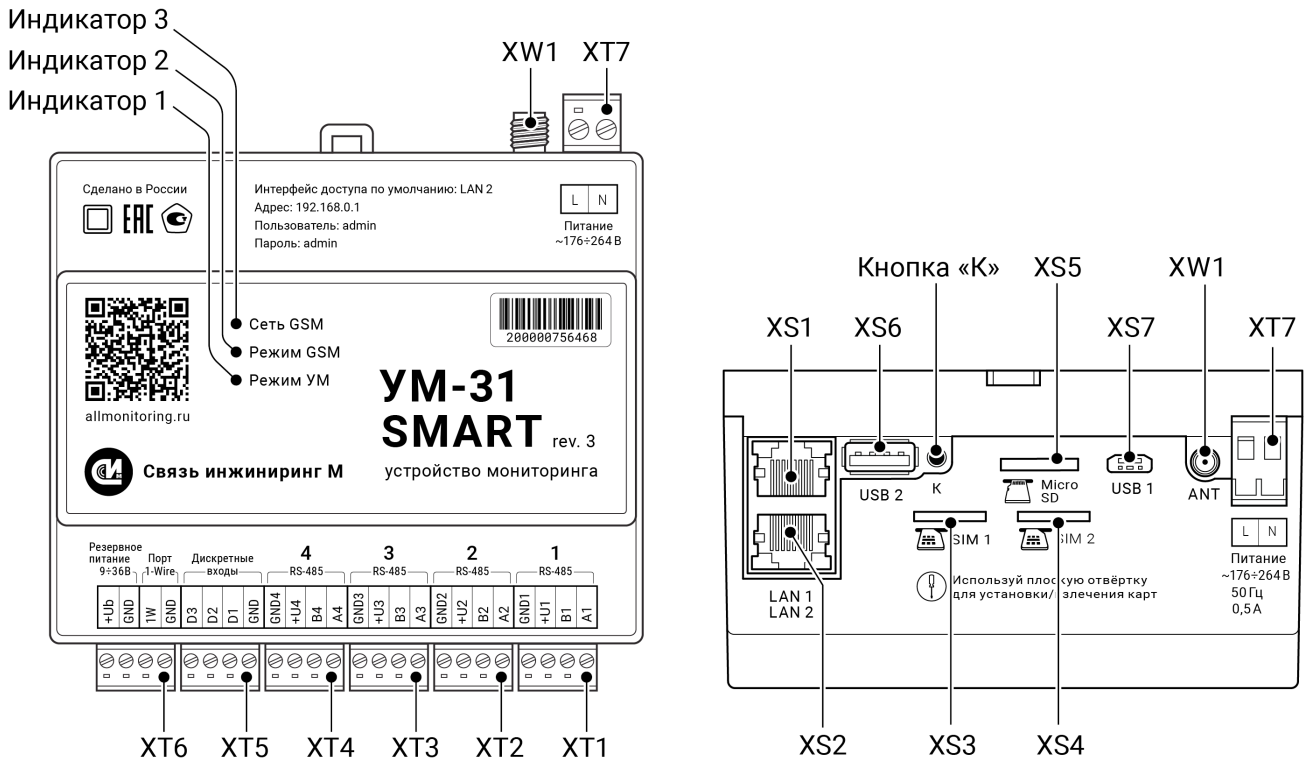 Индикатор 3
Индикатор 2
Индикатор 1
XW1
XT7
Сделано в России
EAC
Интерфейс доступа по умолчанию: LAN 2
Адрес: 192.168.0.1
Пользователь: admin
Пароль: admin
L N
Питание
~176÷264 В
allmonitoring.ru
Сеть GSM
Режим GSM
Режим УМ
200000756468
УМ-31
SMART rev. 3
устройство мониторинга
Связь инжиниринг М
Резервное
питание
9÷36В
Порт
1-Wire
Дискретные
входы
4
RS-485
3
RS-485
2
RS-485
1
RS-485
+Ub GND 1W GND D3 D2 D1 GND GND4 +U4 B4 A4 GND3 +U3 B3 A3 GND2 +U2 B2 A2 GND1 +U1 B1 A1
XT6 XT5 XT4 XT3 XT2 XT1
Кнопка «К» XS5 XW1
XS1 XS6 XS7 XT7
USB 2
К
Micro
SD
USB 1
ANT
SIM 1
SIM 2
L N
Питание
~176÷264 В
50 Гц
0,5 А
Используй плоскую отвёртку
для установки/ звлечения карт
LAN 1
LAN 2
XS2 XS3 XS4